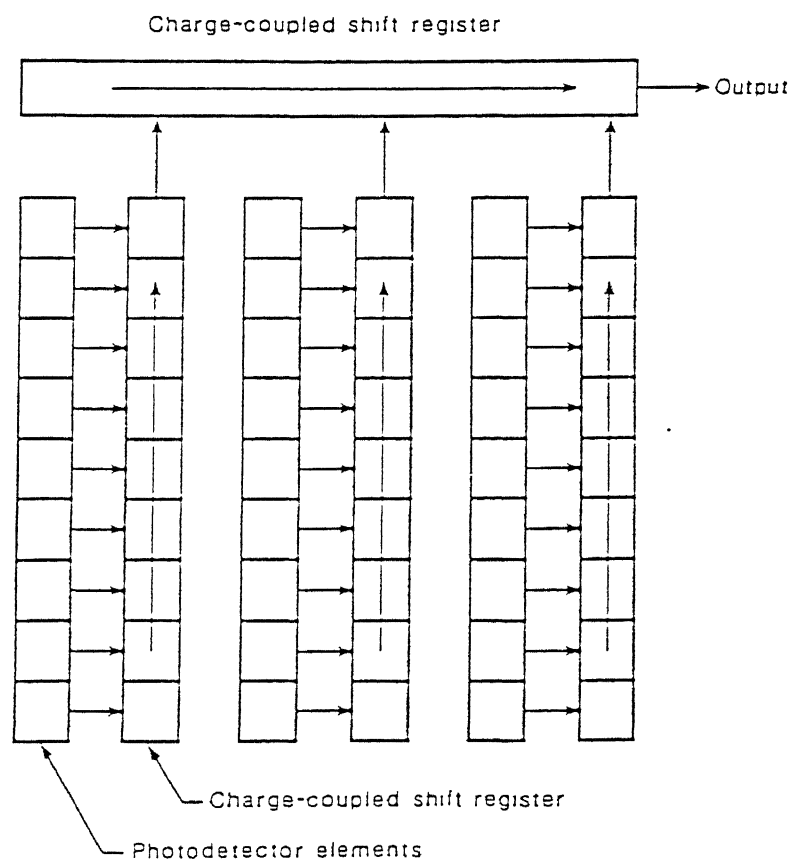 Charge-coupled shift register
Output
Charge-coupled shift register
Photodetector elements